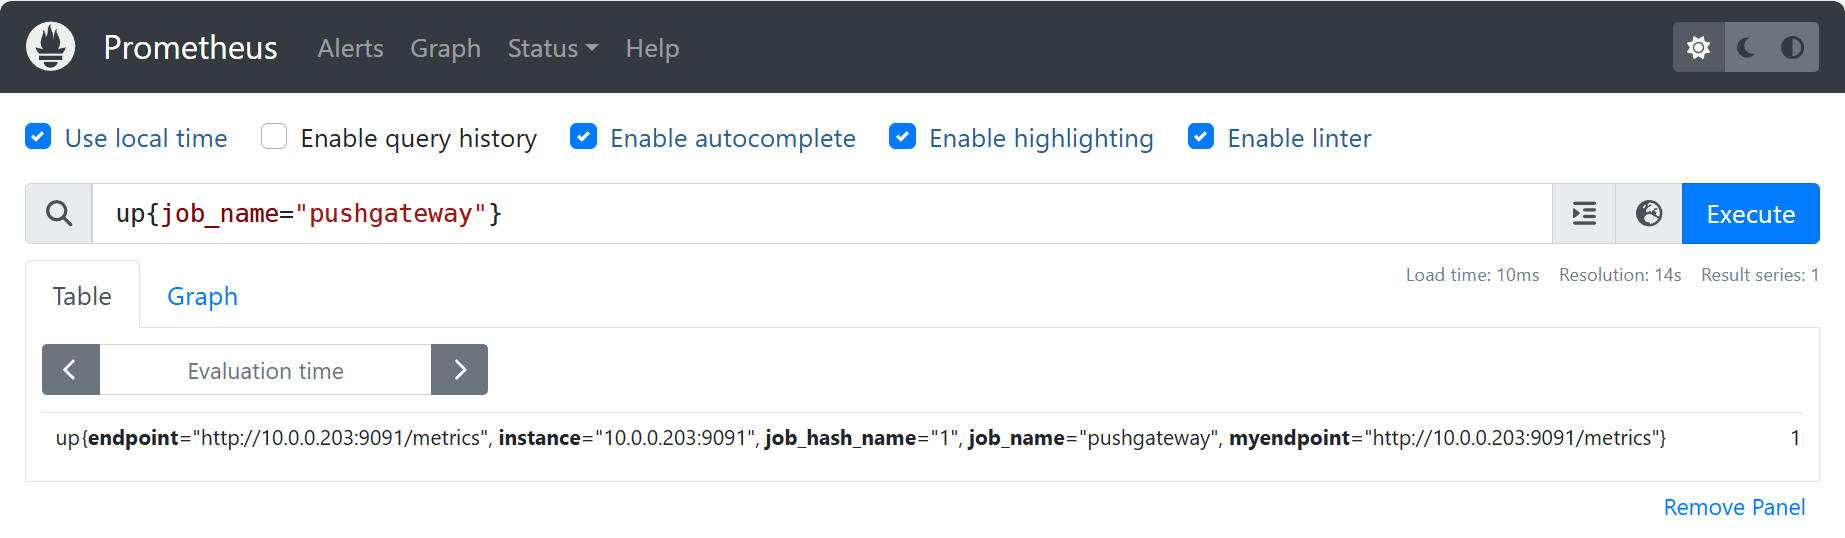 Prometheus Alerts Graph Status Help
Use local time Enable query history Enable autocomplete Enable highlighting Enable linter
up{job_name="pushgateway"} Execute
Load time: 10ms Resolution: 14s Result series: 1
Table Graph
Evaluation time
up{endpoint="http://10.0.0.203:9091/metrics", instance="10.0.0.203:9091", job_hash_name="1", job_name="pushgateway", myendpoint="http://10.0.0.203:9091/metrics"} 1
Remove Panel